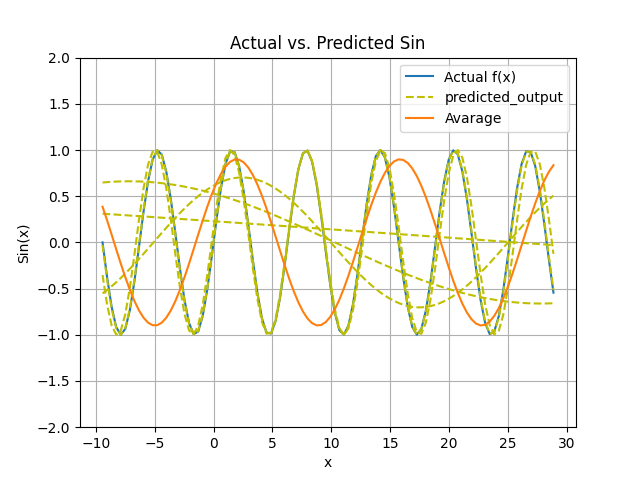 Actual vs. Predicted Sin
Actual f(x)
predicted_output
Avarage
2.0
1.5
1.0
0.5
0.0
−0.5
−1.0
−1.5
−2.0
Sin(x)
−10 −5 0 5 10 15 20 25 30
x